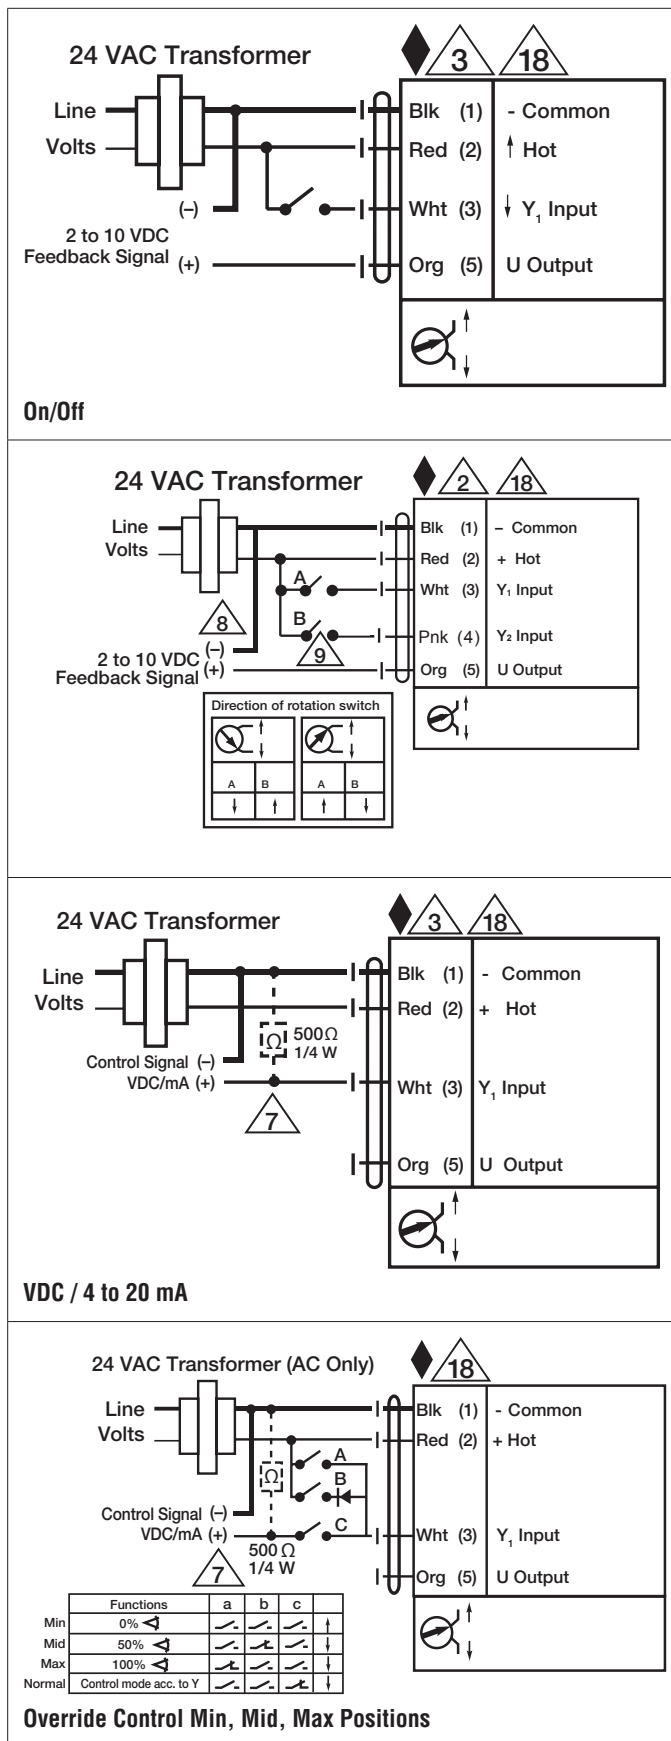 24 VAC Transformer
3
18
Line
Volts
Blk (1) - Common
Red (2) Hot
(–)
Wht (3) Y1 Input
2 to 10 VDC
Feedback Signal (+)
Org (5) U Output
On/Off
24 VAC Transformer
2
18
Line
Volts
Blk (1) – Common
Red (2) + Hot
A
Wht (3) Y1 Input
8
B
9
Pnk (4) Y2 Input
2 to 10 VDC (–)
Feedback Signal (+)
Org (5) U Output
Direction of rotation switch
A B A B
24 VAC Transformer
3
18
Line
Volts
Blk (1) - Common
Red (2) + Hot
Ω 500Ω
1/4 W
Control Signal (–)
VDC/mA (+)
7
Wht (3) Y1 Input
Org (5) U Output
VDC / 4 to 20 mA
24 VAC Transformer (AC Only)
18
Line
Volts
Blk (1) - Common
Red (2) + Hot
A
Ω
B
Control Signal (–)
VDC/mA (+)
C
Wht (3) Y1 Input
7
500 Ω
1/4 W
Org (5) U Output
Functions a b c
Min 0%
Mid 50%
Max 100%
Normal Control mode acc. to Y
Override Control Min, Mid, Max Positions